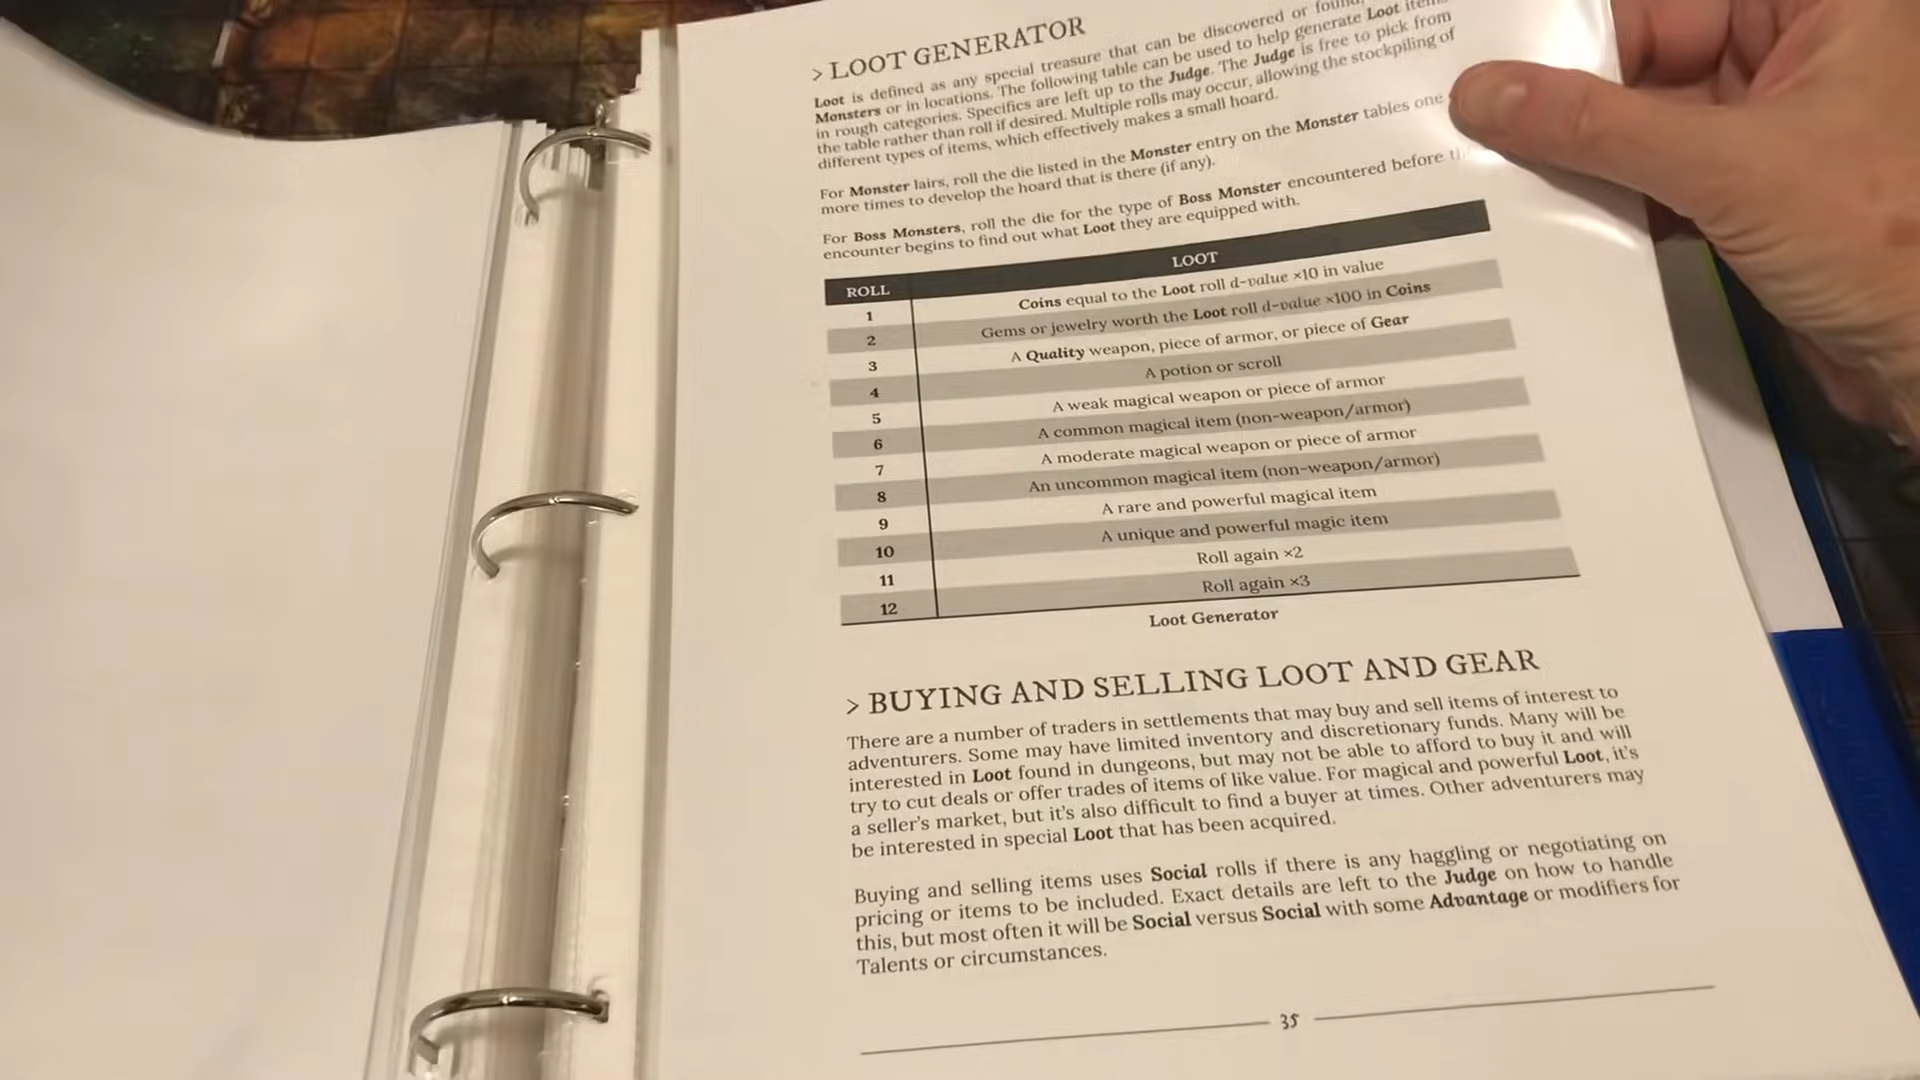 > LOOT GENERATOR
Loot is defined as any special treasure that can be discovered or found,
Monsters or in locations. The following table can be used to help generate Loot items
in rough categories. Specifics are left up to the Judge. The Judge is free to pick from
the table rather than roll if desired. Multiple rolls may occur, allowing the stockpiling of
different types of items, which effectively makes a small hoard.
For Monster lairs, roll the die listed in the Monster entry on the Monster tables one
more times to develop the hoard that is there (if any).
For Boss Monsters, roll the die for the type of Boss Monster encountered before
encounter begins to find out what Loot they are equipped with.
ROLL LOOT
1 Coins equal to the Loot roll d-value ×10 in value
2 Gems or jewelry worth the Loot roll d-value ×100 in Coins
3 A Quality weapon, piece of armor, or piece of Gear
4 A potion or scroll
5 A weak magical weapon or piece of armor
6 A common magical item (non-weapon/armor)
7 A moderate magical weapon or piece of armor
8 An uncommon magical item (non-weapon/armor)
9 A rare and powerful magical item
10 A unique and powerful magic item
11 Roll again ×2
12 Roll again ×3
Loot Generator
> BUYING AND SELLING LOOT AND GEAR
There are a number of traders in settlements that may buy and sell items of interest to
adventurers. Some may have limited inventory and discretionary funds. Many will be
interested in Loot found in dungeons, but may not be able to afford to buy it and will
try to cut deals or offer trades of items of like value. For magical and powerful Loot, it's
a seller's market, but it's also difficult to find a buyer at times. Other adventurers may
be interested in special Loot that has been acquired.
Buying and selling items uses Social rolls if there is any haggling or negotiating on
pricing or items to be included. Exact details are left to the Judge on how to handle
this, but most often it will be Social versus Social with some Advantage or modifiers for
Talents or circumstances.
35